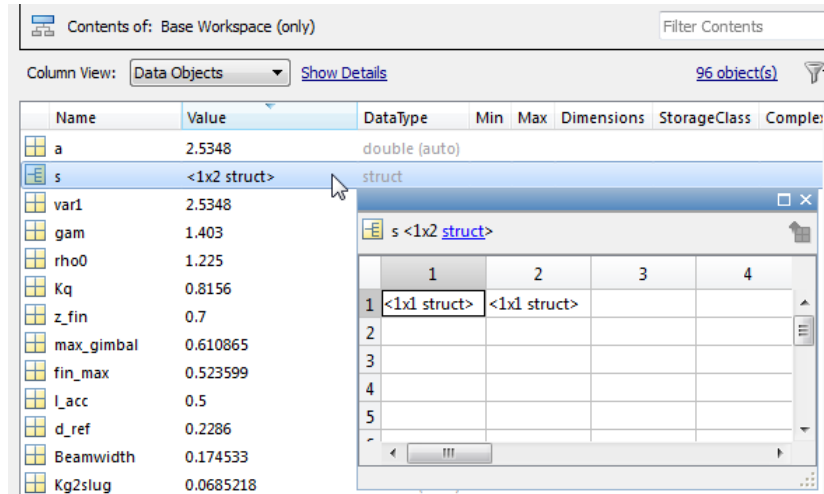 Contents of: Base Workspace (only)
Filter Contents
Column View: Data Objects Show Details 96 object(s)
Name Value DataType Min Max Dimensions StorageClass Complex
a 2.5348 double (auto)
s <1x2 struct> struct
var1 2.5348
gam 1.403
s <1x2 struct>
rho0 1.225
1 2 3 4
Kq 0.8156
1 <1x1 struct> <1x1 struct>
z_fin 0.7
2
max_gimbal 0.610865
3
fin_max 0.523599
4
l_acc 0.5
5
d_ref 0.2286
Beamwidth 0.174533
Kg2slug 0.0685218